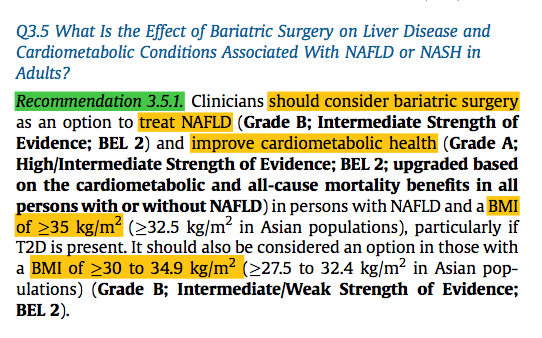 Q3.5 What Is the Effect of Bariatric Surgery on Liver Disease and
Cardiometabolic Conditions Associated With NAFLD or NASH in
Adults?
Recommendation 3.5.1. Clinicians should consider bariatric surgery
as an option to treat NAFLD (Grade B; Intermediate Strength of
Evidence; BEL 2) and improve cardiometabolic health (Grade A;
High/Intermediate Strength of Evidence; BEL 2; upgraded based
on the cardiometabolic and all-cause mortality benefits in all
persons with or without NAFLD) in persons with NAFLD and a BMI
of ≥35 kg/m² (≥32.5 kg/m² in Asian populations), particularly if
T2D is present. It should also be considered an option in those with
a BMI of ≥30 to 34.9 kg/m² (≥27.5 to 32.4 kg/m² in Asian pop-
ulations) (Grade B; Intermediate/Weak Strength of Evidence;
BEL 2).